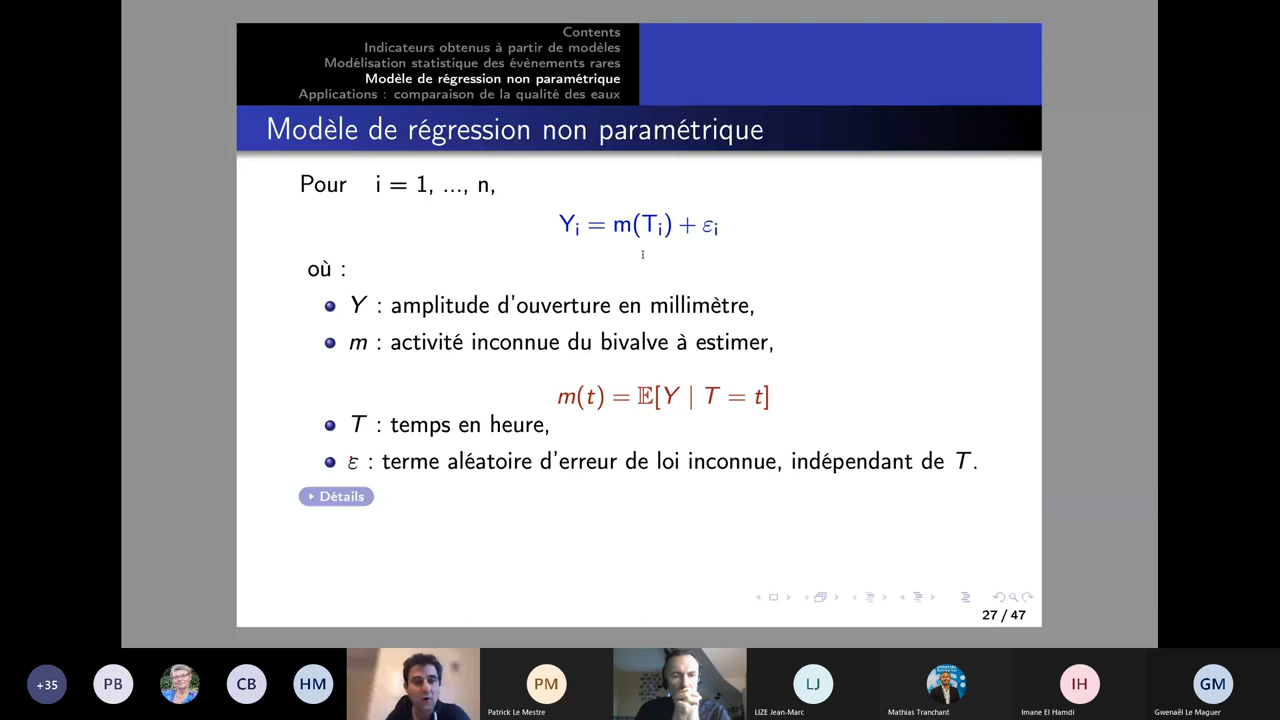 Contents
Indicateurs obtenus à partir de modèles
Modélisation statistique des évènements rares
Modèle de régression non paramétrique
Applications : comparaison de la qualité des eaux
Modèle de régression non paramétrique
Pour i = 1, ..., n,
Yᵢ = m(Tᵢ) + εᵢ
où :
Y : amplitude d'ouverture en millimètre,
m : activité inconnue du bivalve à estimer,
m(t) = 𝔼[Y | T = t]
T : temps en heure,
ε : terme aléatoire d'erreur de loi inconnue, indépendant de T.
Détails
27 / 47
+35
PB
CB
HM
PM
LJ
IH
GM
Patrick Le Mestre
LIZE Jean-Marc
Mathias Tranchant
Imane El Hamdi
Gwenaël Le Maguer